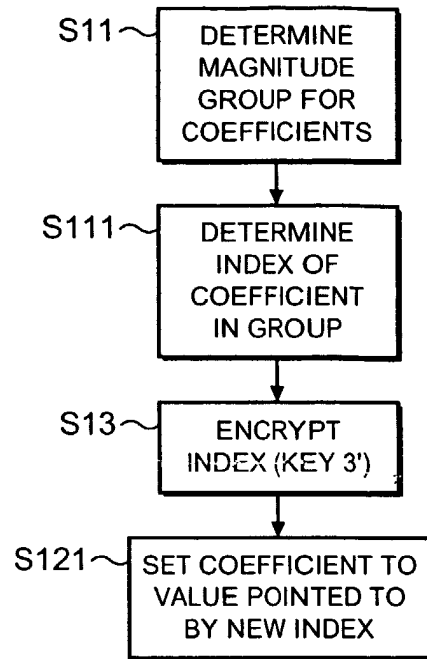 S11
DETERMINE
MAGNITUDE
GROUP FOR
COEFFICIENTS
S111
DETERMINE
INDEX OF
COEFFICIENT
IN GROUP
S13
ENCRYPT
INDEX (KEY 3')
S121
SET COEFFICIENT TO
VALUE POINTED TO
BY NEW INDEX